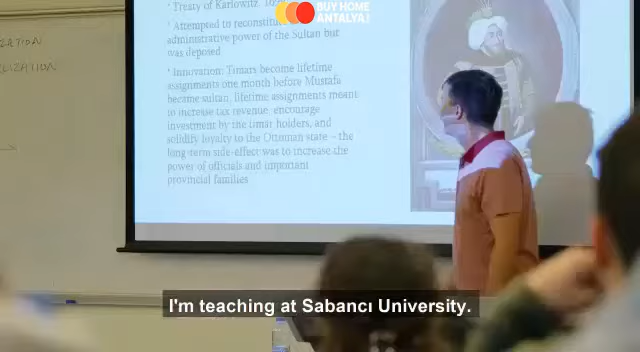 BUY HOME
ANTALYA!
' Treaty of Karlowitz,
' Attempted to
administrative power of the Sultan but
was deposed
' Innovation: Timars become lifetime
assignments one month before Mustafa
became sultan, lifetime assignments meant
to increase tax revenue, encourage
investment by the timar holders, and
solidify loyalty to the Ottoman state – the
long-term side-effect was to increase the
power of officials and important
provincial families
I'm teaching at Sabancı University.